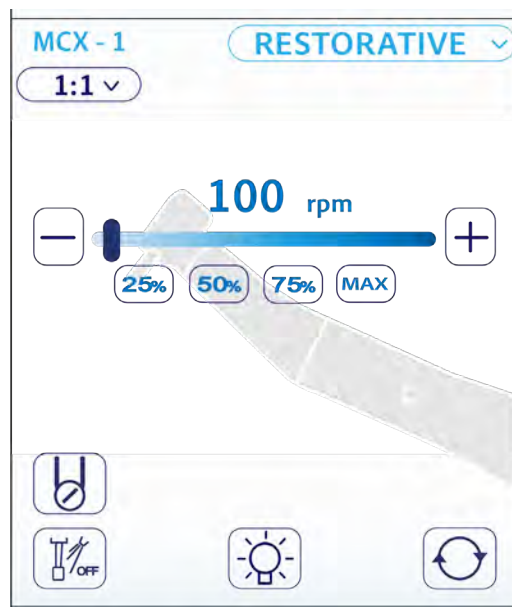 MCX - 1 RESTORATIVE
1:1
100 rpm
25% 50% 75% MAX
OFF